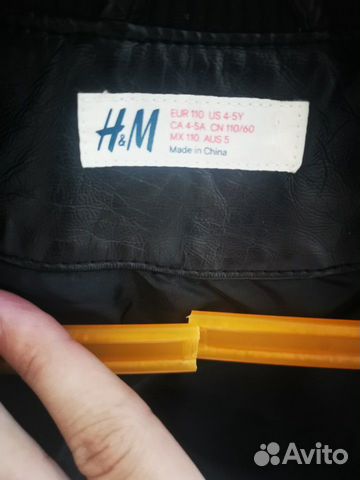 H&M
EUR 110 US 4-5Y
CA 4-5A CN 110/60
MX 110 AUS 5
Made in China
Avito